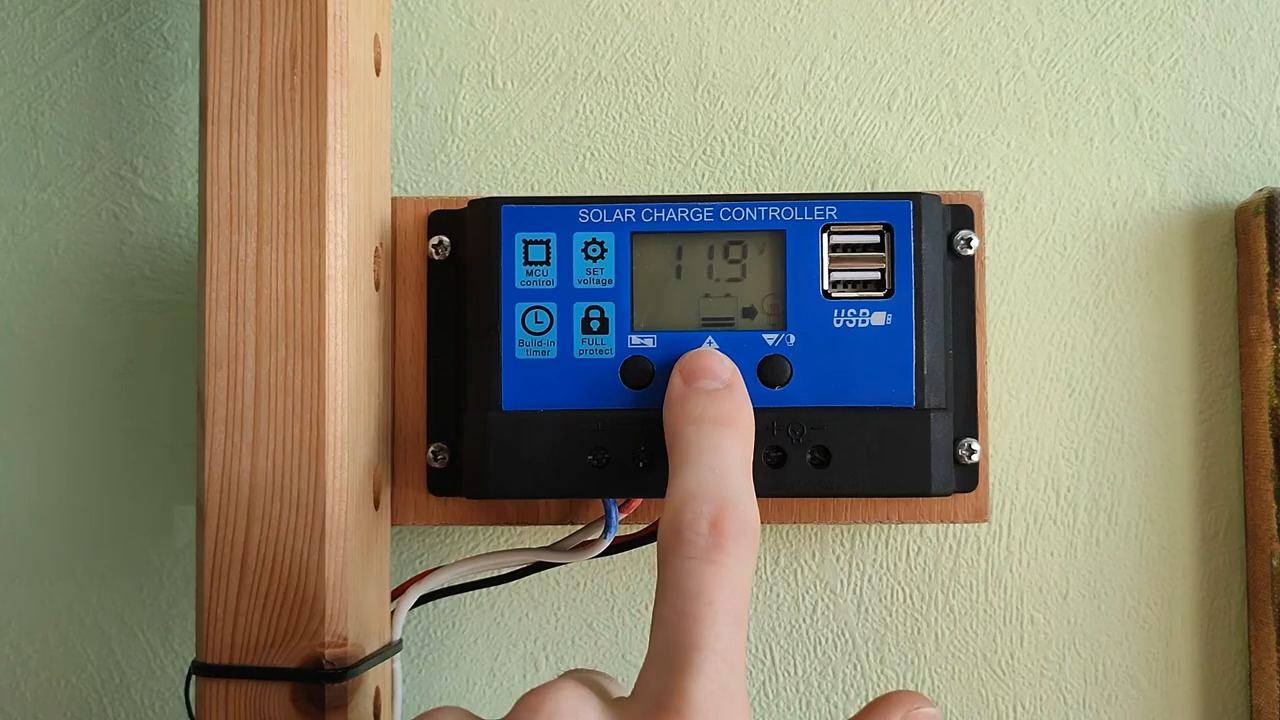 SOLAR CHARGE CONTROLLER
MCU
control
SET
voltage
11.9 V
Build-in
timer
FULL
protect
USB